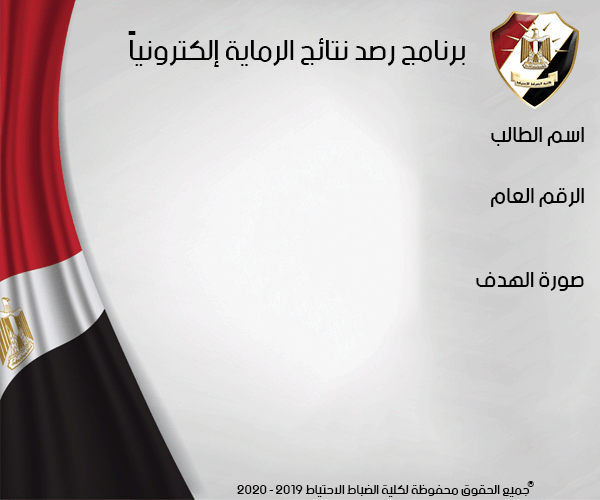 برنامج رصد نتائج الرماية إلكترونياً
اسم الطالب
الرقم العام
صورة الهدف
جميع الحقوق محفوظة لكلية الضباط الاحتياط 2019 - 2020®